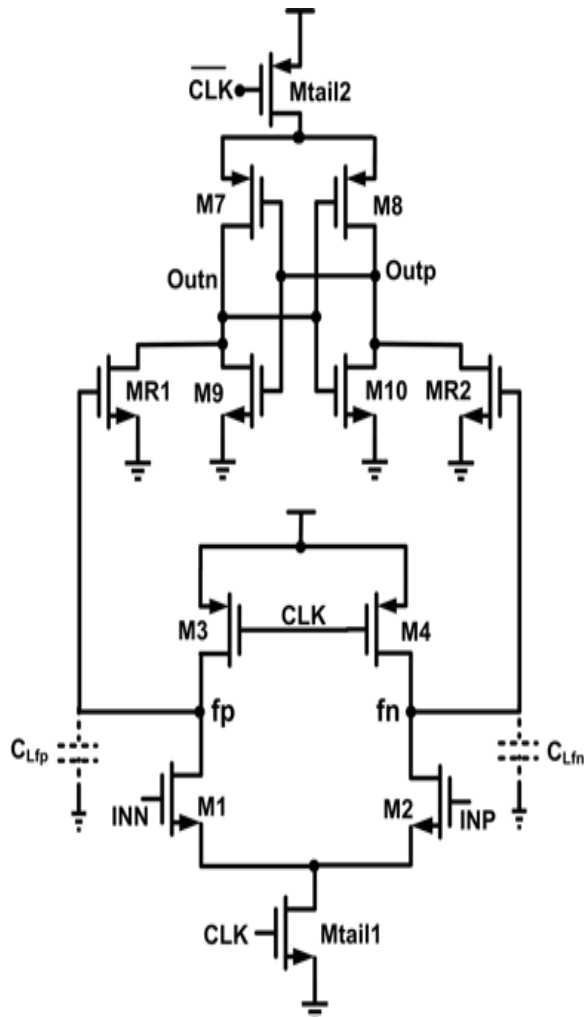 CLK
Mtail2
M7
M8
Outn
Outp
MR1
M9
M10
MR2
M3
CLK
M4
fp
fn
CLfp
CLfn
INN
M1
M2
INP
CLK
Mtail1